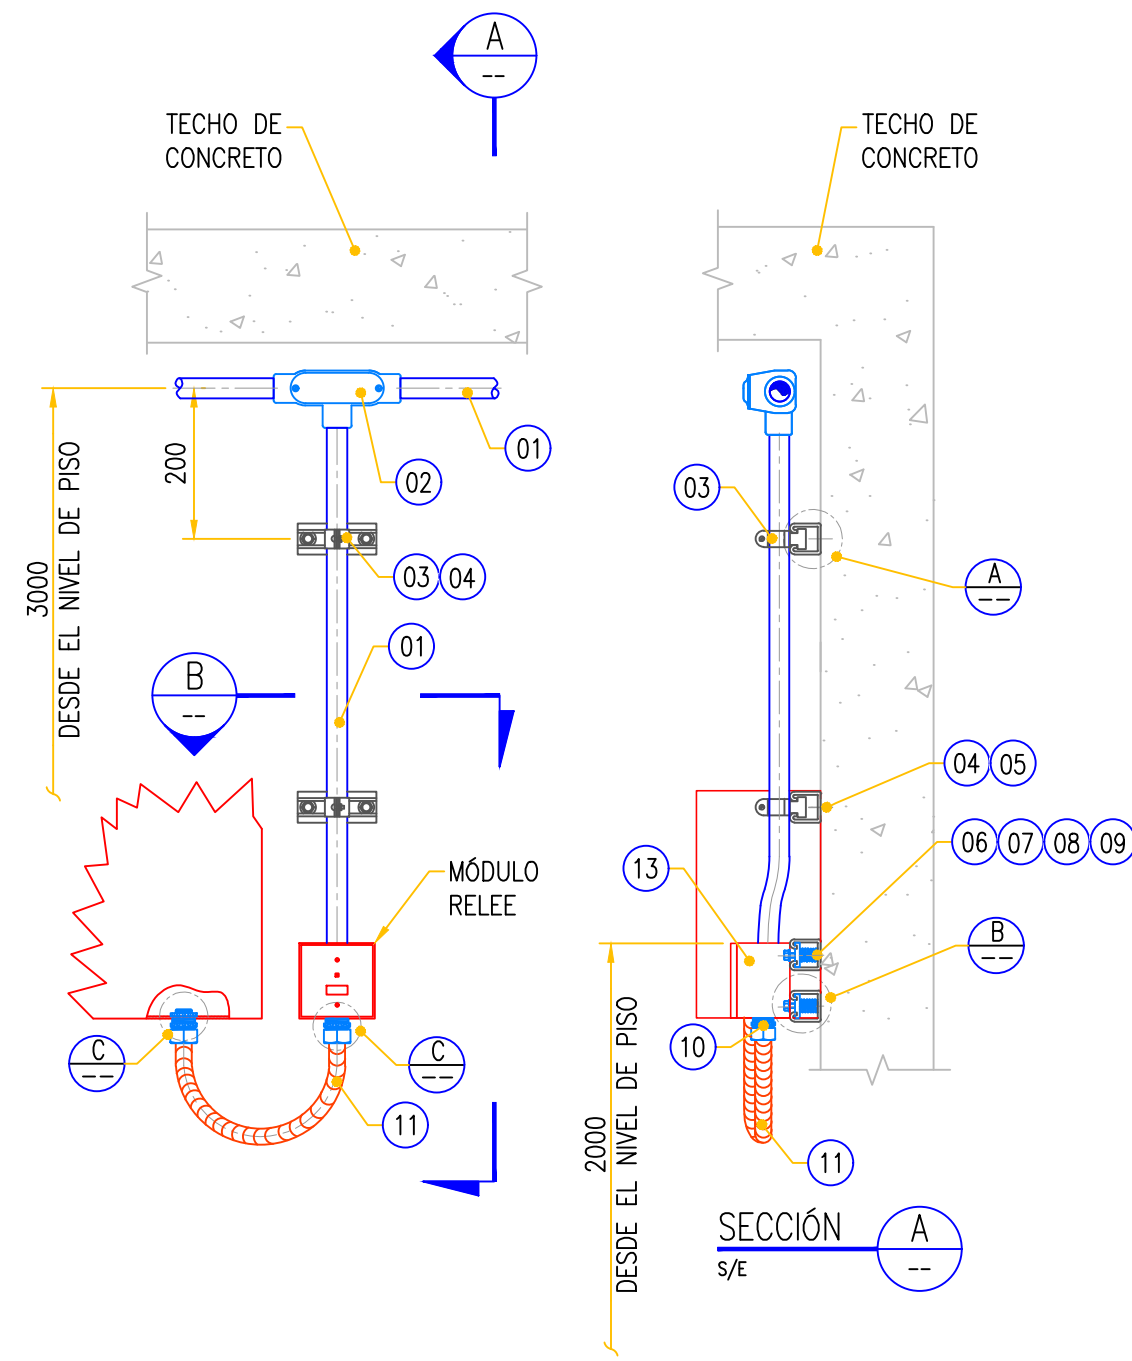 A
--
TECHO DE
CONCRETO
TECHO DE
CONCRETO
01
02
200
3000
DESDE EL NIVEL DE PISO
03 04
03
A
--
01
B
--
04 05
06 07 08 09
MÓDULO
RELEE
13
B
--
C
--
C
--
10
11
11
2000
DESDE EL NIVEL DE PISO
SECCIÓN
S/E
A
--